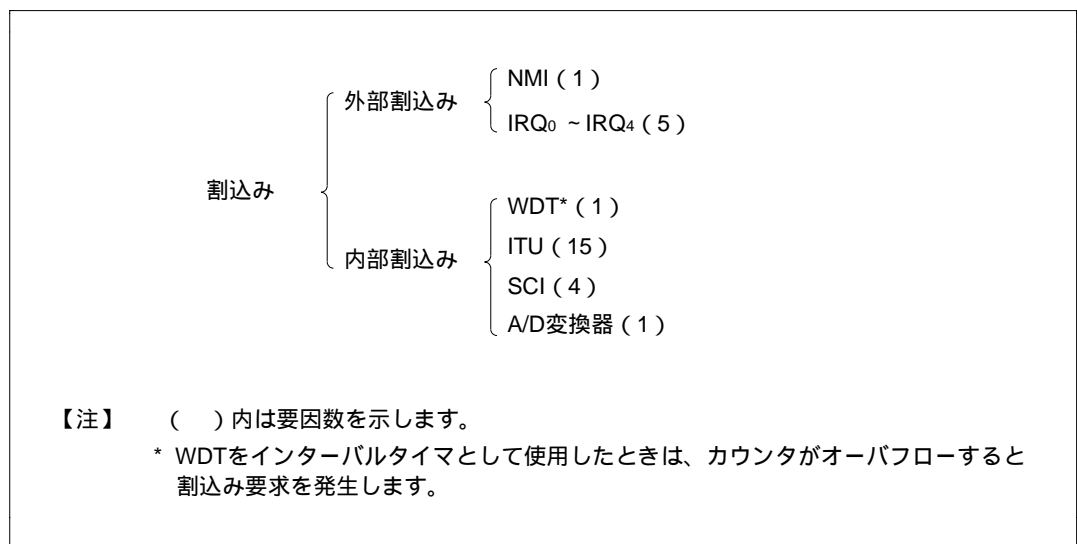 割込み
外部割込み
NMI（1）
IRQ0 ~ IRQ4（5）
内部割込み
WDT*（1）
ITU（15）
SCI（4）
A/D変換器（1）
【注】　（　）内は要因数を示します。
* WDTをインターバルタイマとして使用したときは、カウンタがオーバフローすると
割込み要求を発生します。